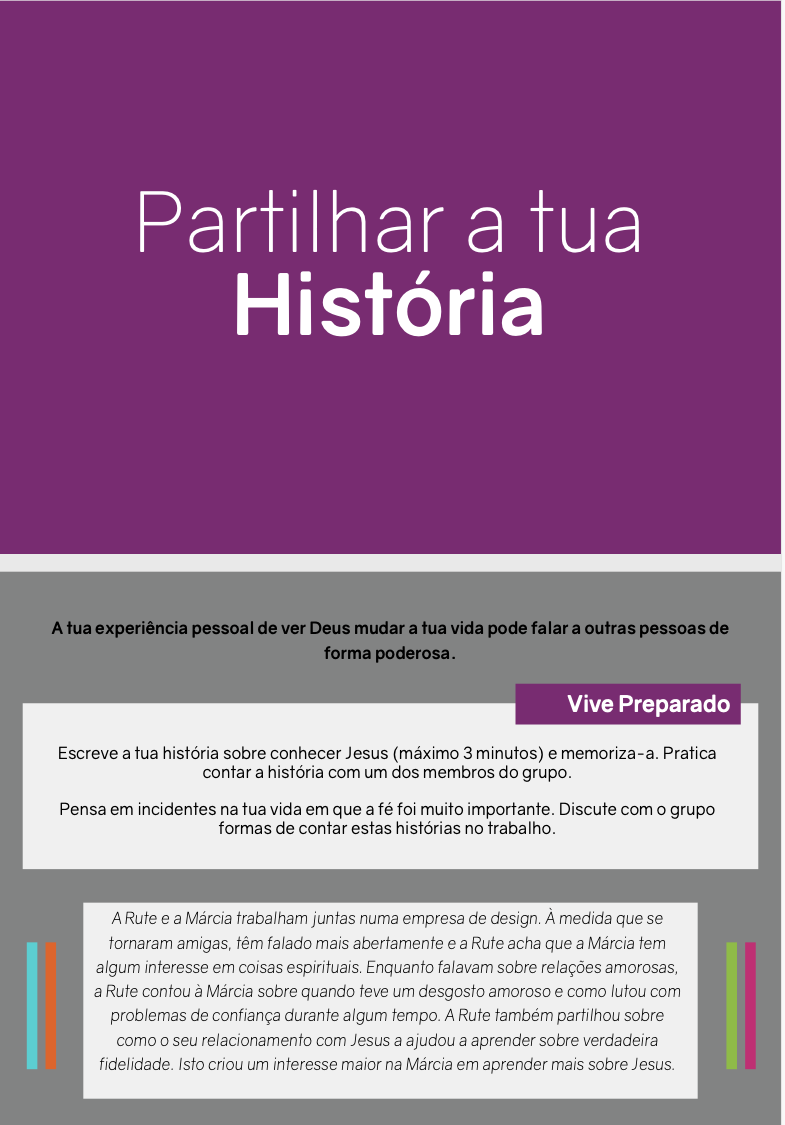 Partilhar a tua
História
A tua experiência pessoal de ver Deus mudar a tua vida pode falar a outras pessoas de
forma poderosa.
Vive Preparado
Escreve a tua história sobre conhecer Jesus (máximo 3 minutos) e memoriza-a. Pratica
contar a história com um dos membros do grupo.
Pensa em incidentes na tua vida em que a fé foi muito importante. Discute com o grupo
formas de contar estas histórias no trabalho.
A Rute e a Márcia trabalham juntas numa empresa de design. À medida que se
tornaram amigas, têm falado mais abertamente e a Rute acha que a Márcia tem
algum interesse em coisas espirituais. Enquanto falavam sobre relações amorosas,
a Rute contou à Márcia sobre quando teve um desgosto amoroso e como lutou com
problemas de confiança durante algum tempo. A Rute também partilhou sobre
como o seu relacionamento com Jesus a ajudou a aprender sobre verdadeira
fidelidade. Isto criou um interesse maior na Márcia em aprender mais sobre Jesus.